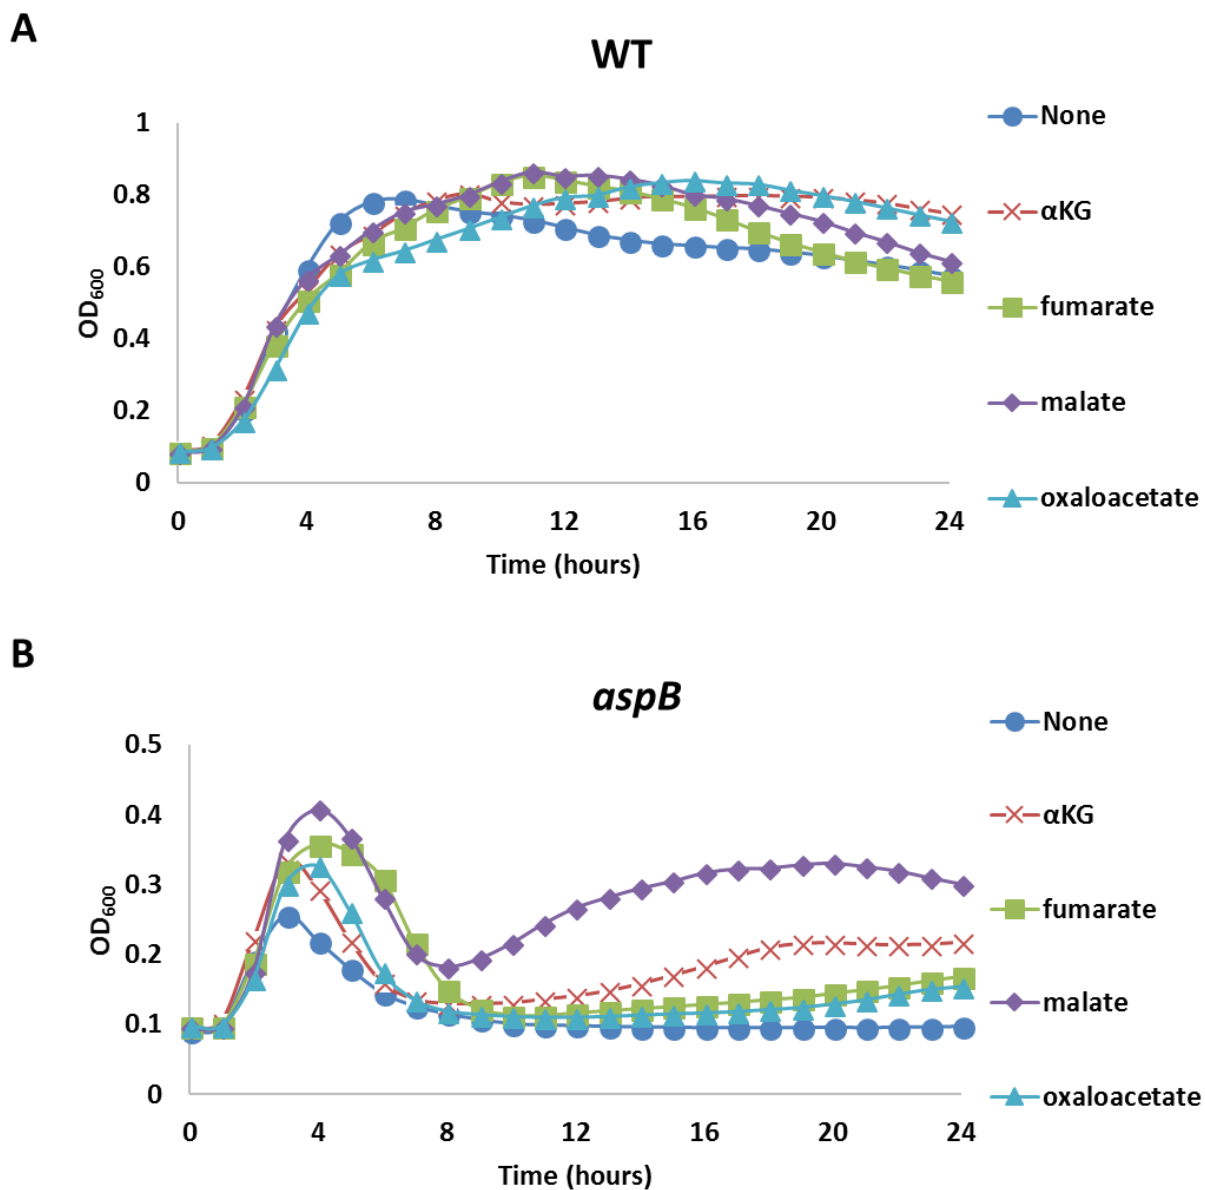 A
WT
1
0.8
0.6
0.4
0.2
0
OD600
0 4 8 12 16 20 24
Time (hours)
None
αKG
fumarate
malate
oxaloacetate
B
aspB
0.5
0.4
0.3
0.2
0.1
0
OD600
0 4 8 12 16 20 24
Time (hours)
None
αKG
fumarate
malate
oxaloacetate